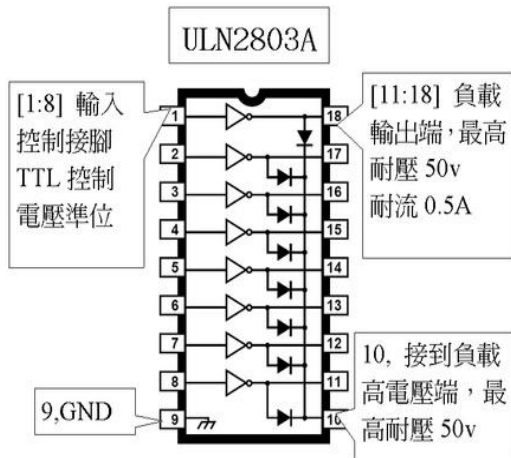 ULN2803A
[1:8] 輸入
控制接腳
TTL 控制
電壓準位
[11:18] 負載
輸出端，最高
耐壓 50v
耐流 0.5A
1
2
3
4
5
6
7
8
9
18
17
16
15
14
13
12
11
10
9,GND
10, 接到負載
高電壓端，最
高耐壓 50v